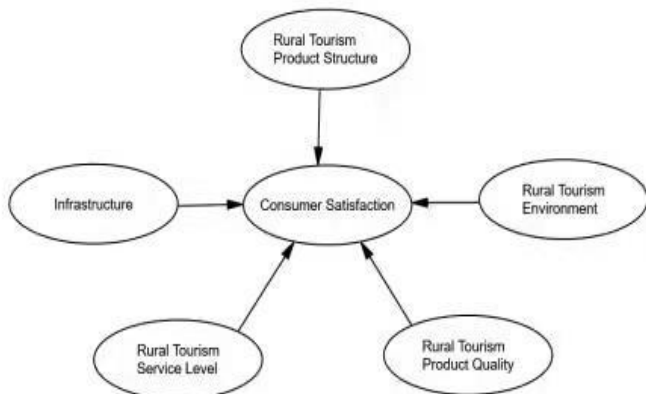 Rural Tourism
Product Structure
Infrastructure
Consumer Satisfaction
Rural Tourism
Environment
Rural Tourism
Service Level
Rural Tourism
Product Quality